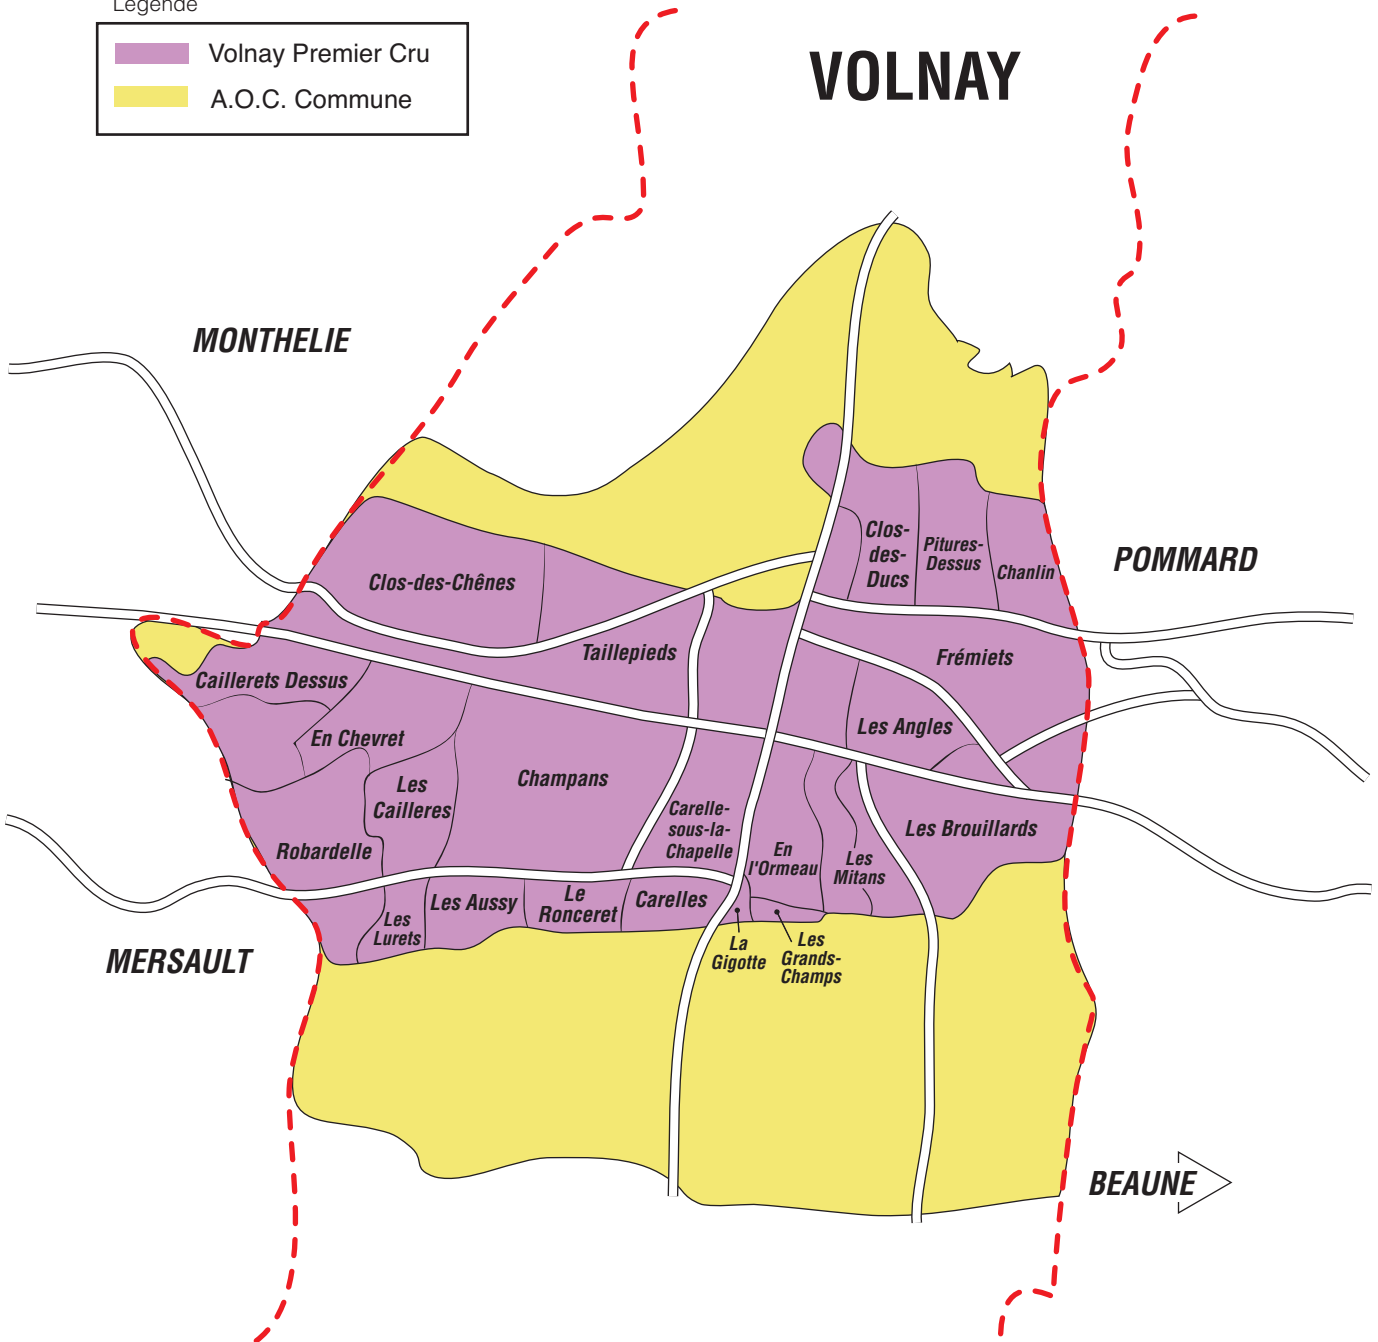 Légende
Volnay Premier Cru
A.O.C. Commune
VOLNAY
MONTHELIE
POMMARD
Clos-
des-
Ducs
Pitures-
Dessus
Chanlin
Clos-des-Chênes
Taillepieds
Frémiets
Caillerets Dessus
En Chevret
Les Angles
Les
Cailleres
Champans
Carelle-
sous-la-
Chapelle
Les Brouillards
Robardelle
En
l'Ormeau
Les
Mitans
Les
Lurets
Les Aussy
Le
Ronceret
Carelles
La
Gigotte
Les
Grands-
Champs
MERSAULT
BEAUNE